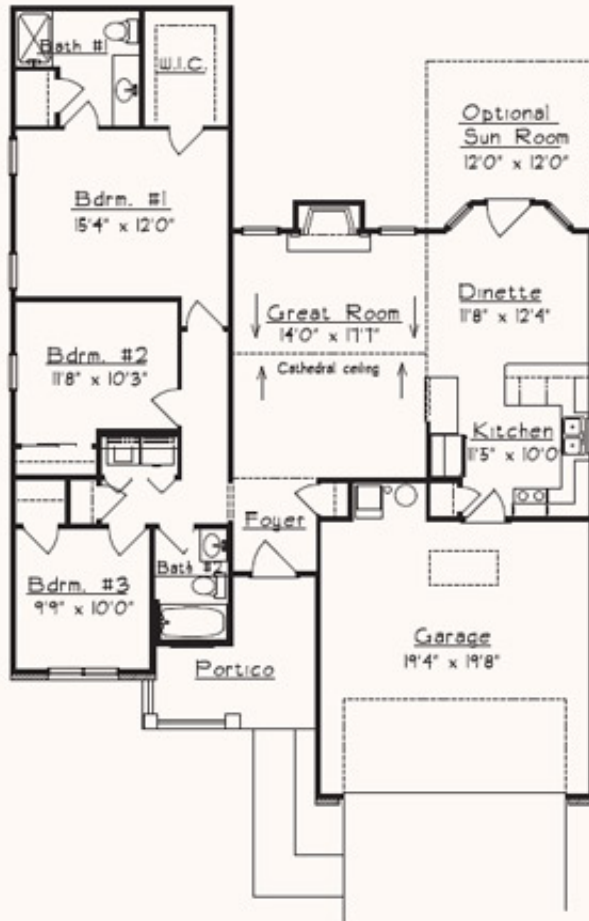 Bath #1
W.I.C.
Optional
Sun Room
12'0" x 12'0"
Bdrm. #1
15'4" x 12'0"
Great Room
14'0" x 17'7"
Cathedral ceiling
Dinette
11'8" x 12'4"
Bdrm. #2
11'8" x 10'3"
Kitchen
11'5" x 10'0
Foyer
Bath #2
Bdrm. #3
9'9" x 10'0"
Portico
Garage
19'4" x 19'8"